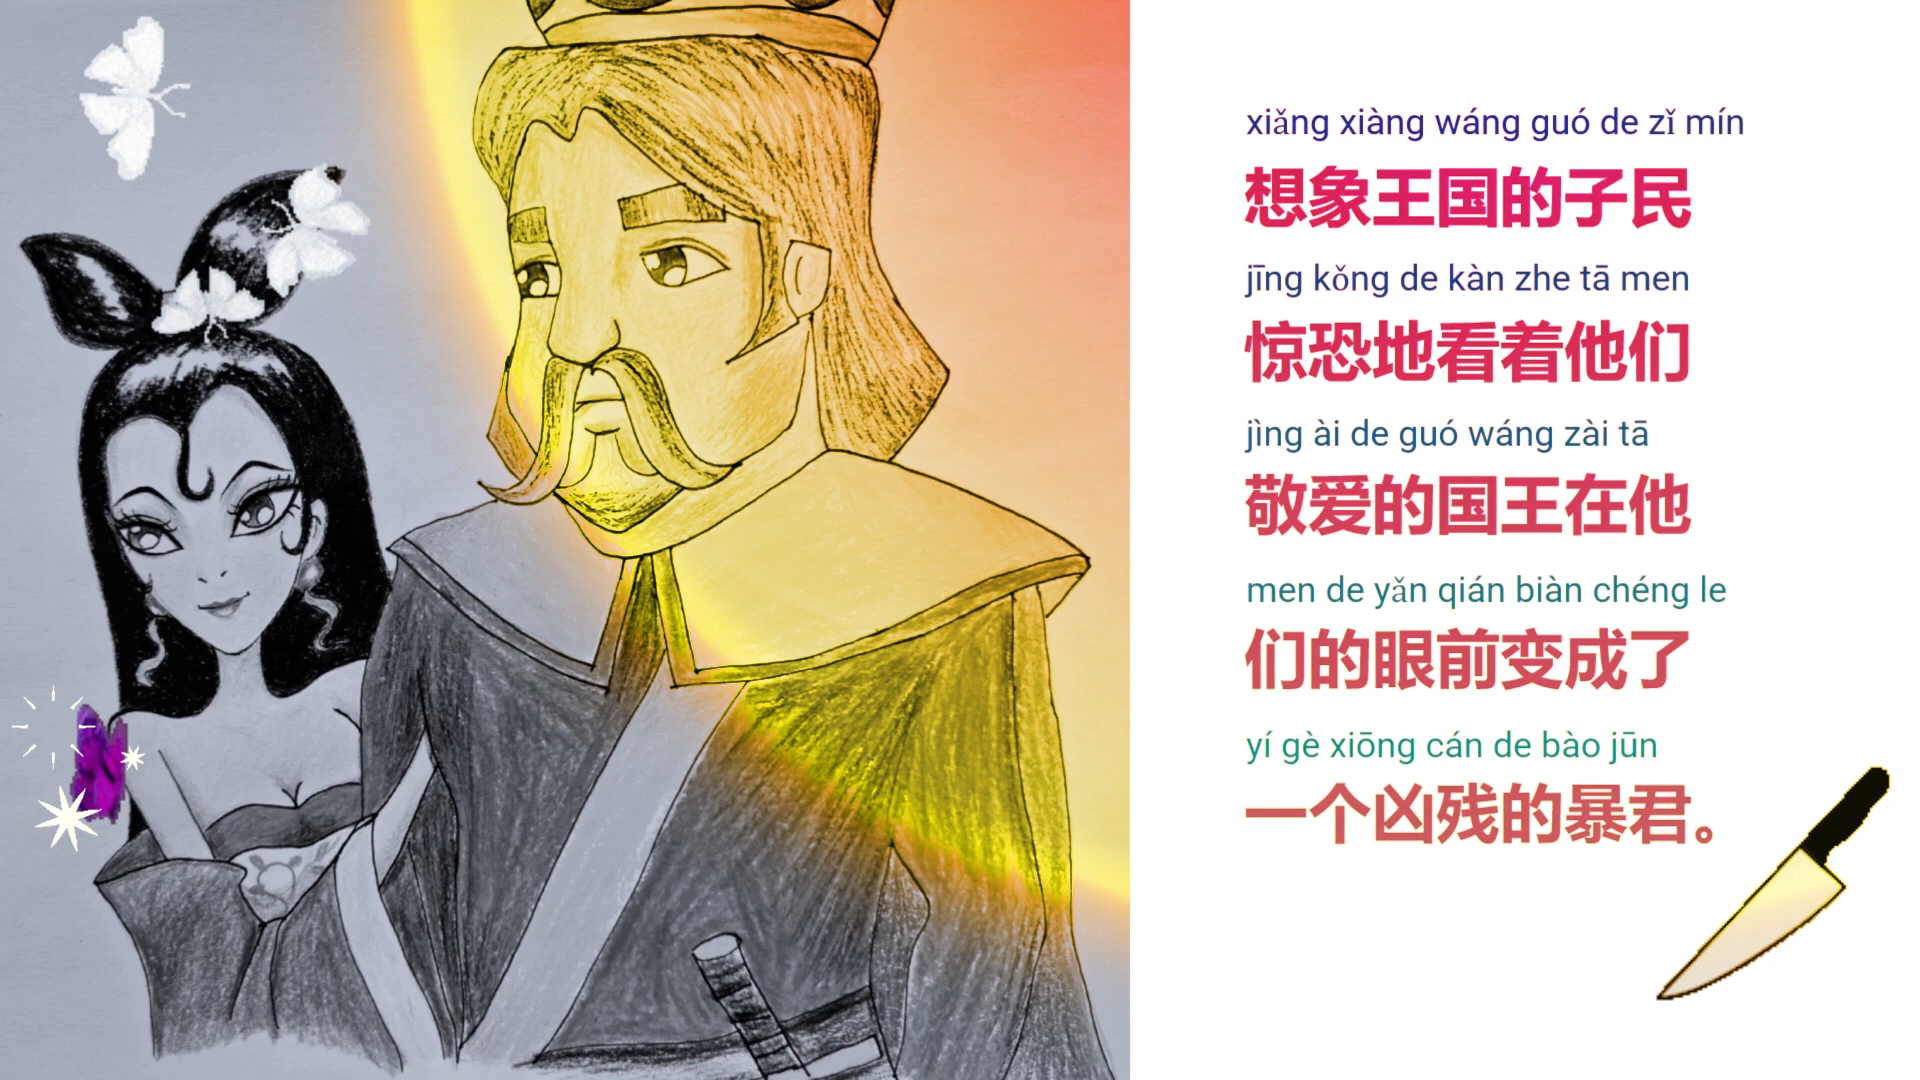 xiǎng xiàng wáng guó de zǐ mín
想象王国的子民
jīng kǒng de kàn zhe tā men
惊恐地看着他们
jìng ài de guó wáng zài tā
敬爱的国王在他
men de yǎn qián biàn chéng le
们的眼前变成了
yí gè xiōng cán de bào jūn
一个凶残的暴君。